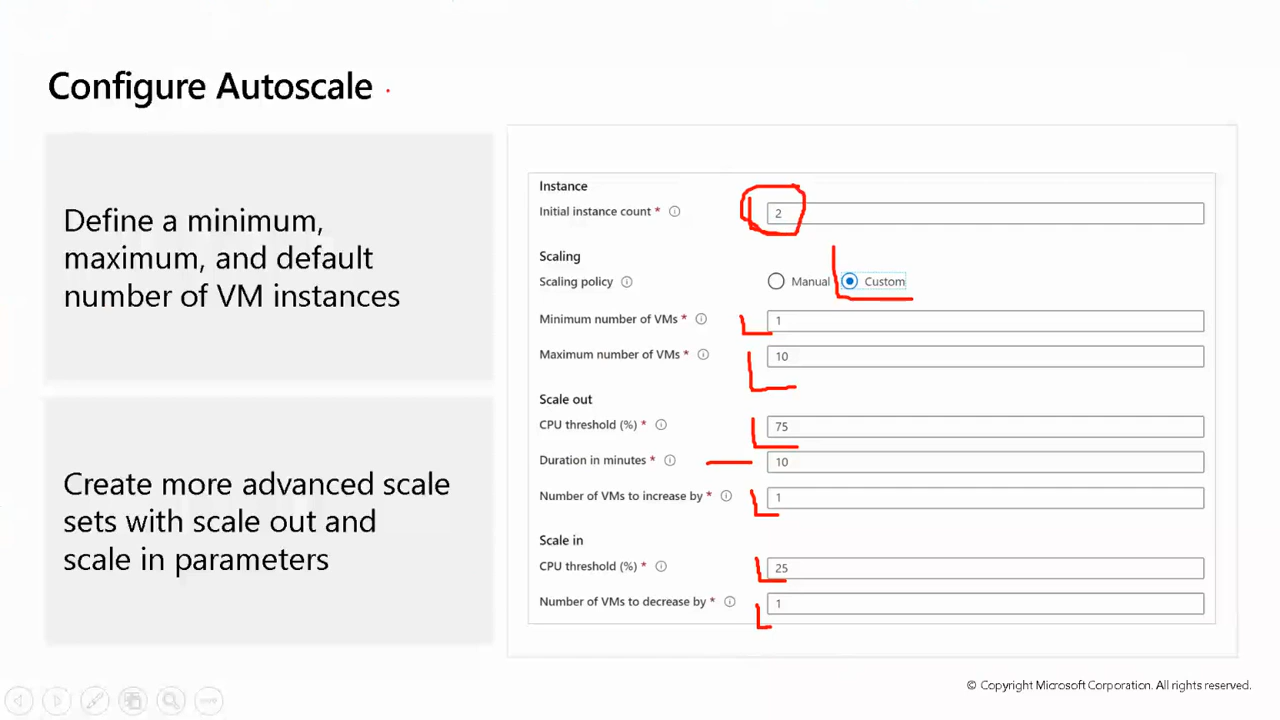 Configure Autoscale
Define a minimum,
maximum, and default
number of VM instances
Create more advanced scale
sets with scale out and
scale in parameters
Instance
Initial instance count * 2
Scaling
Scaling policy Manual Custom
Minimum number of VMs * 1
Maximum number of VMs * 10
Scale out
CPU threshold (%) * 75
Duration in minutes * 10
Number of VMs to increase by * 1
Scale in
CPU threshold (%) * 25
Number of VMs to decrease by * 1
© Copyright Microsoft Corporation. All rights reserved.